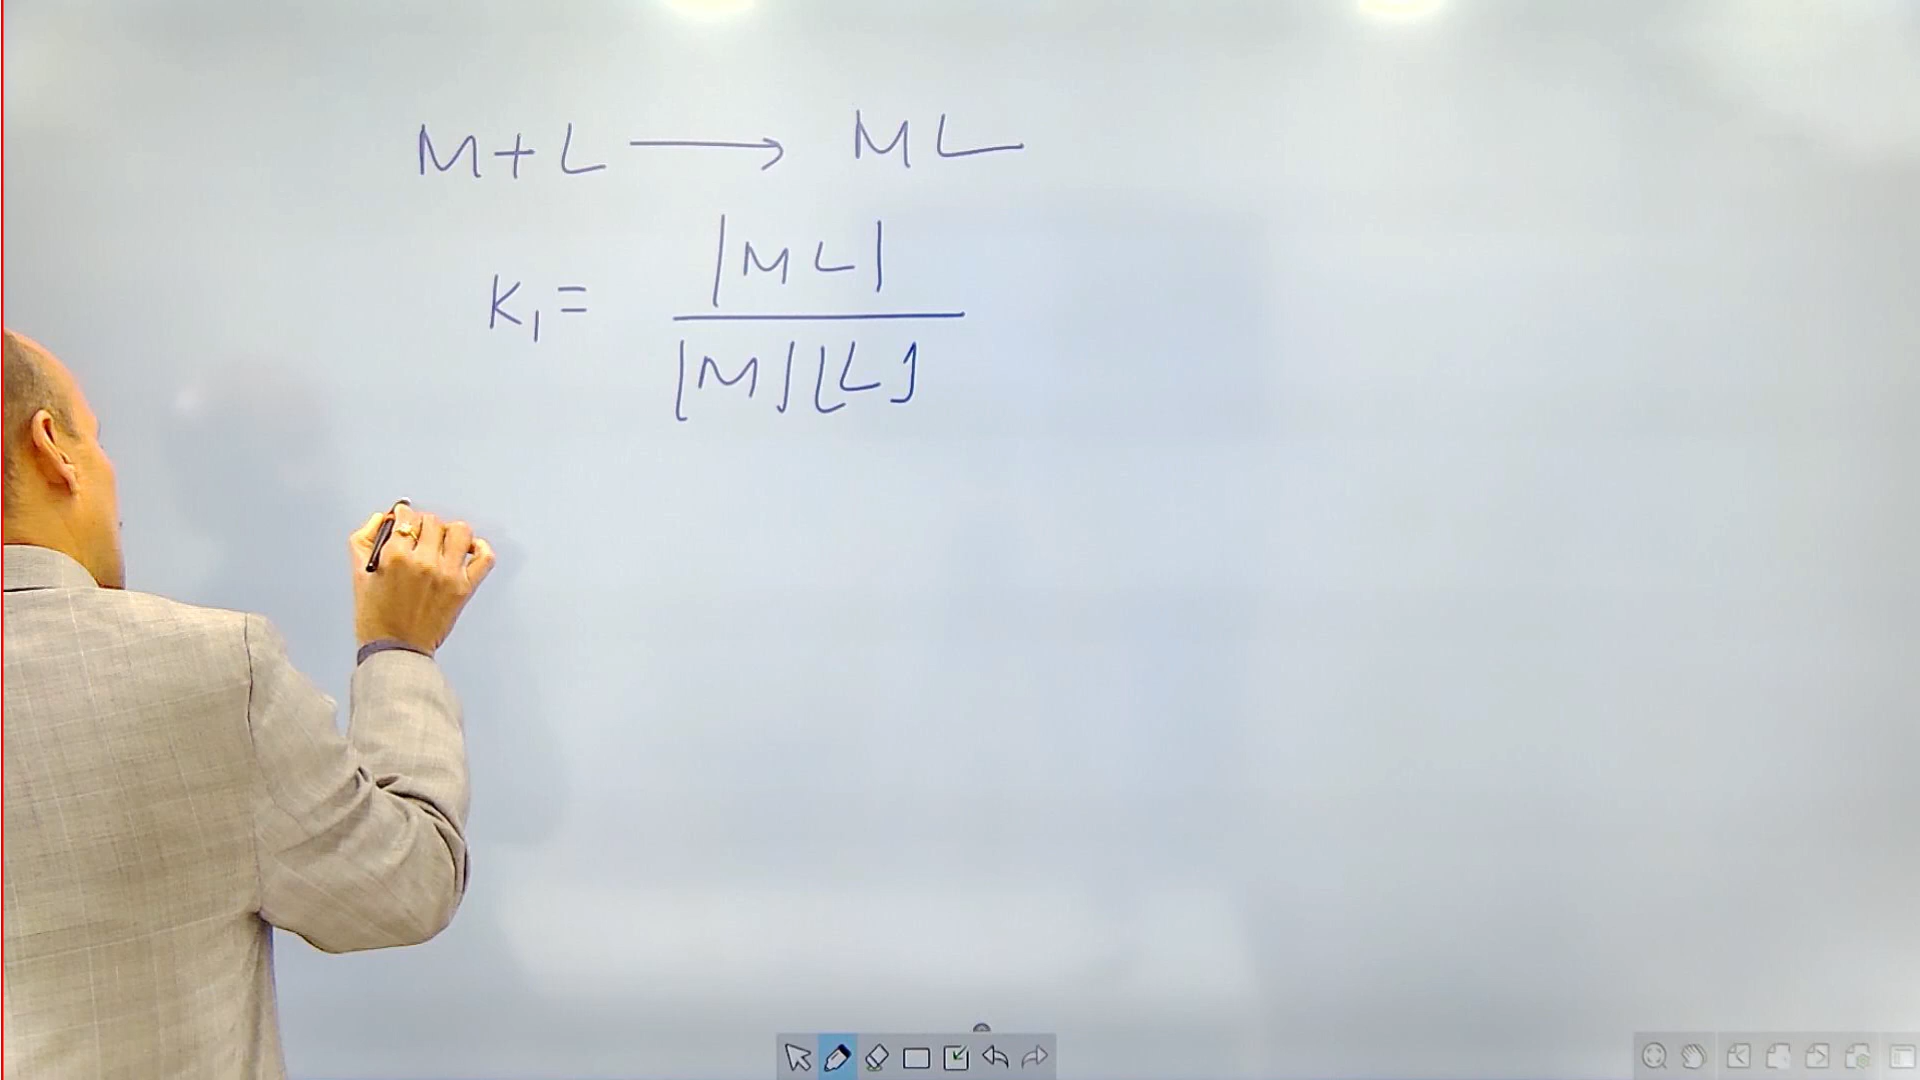 M + L ⟶ ML
K₁ = |ML|
[M][L]